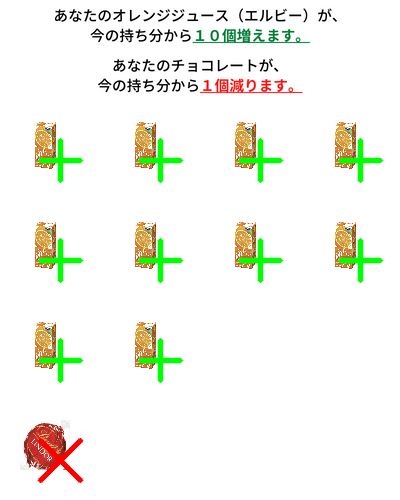 あなたのオレンジジュース（エルビー）が、
今の持ち分から１０個増えます。
あなたのチョコレートが、
今の持ち分から１個減ります。
LINDOR